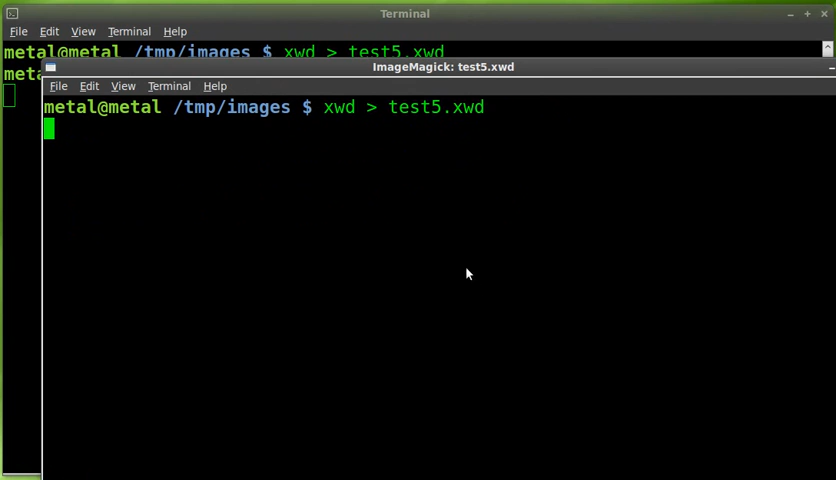 Terminal
File Edit View Terminal Help
metal@metal /tmp/images $ xwd > test5.xwd
meta
ImageMagick: test5.xwd
File Edit View Terminal Help
metal@metal /tmp/images $ xwd > test5.xwd